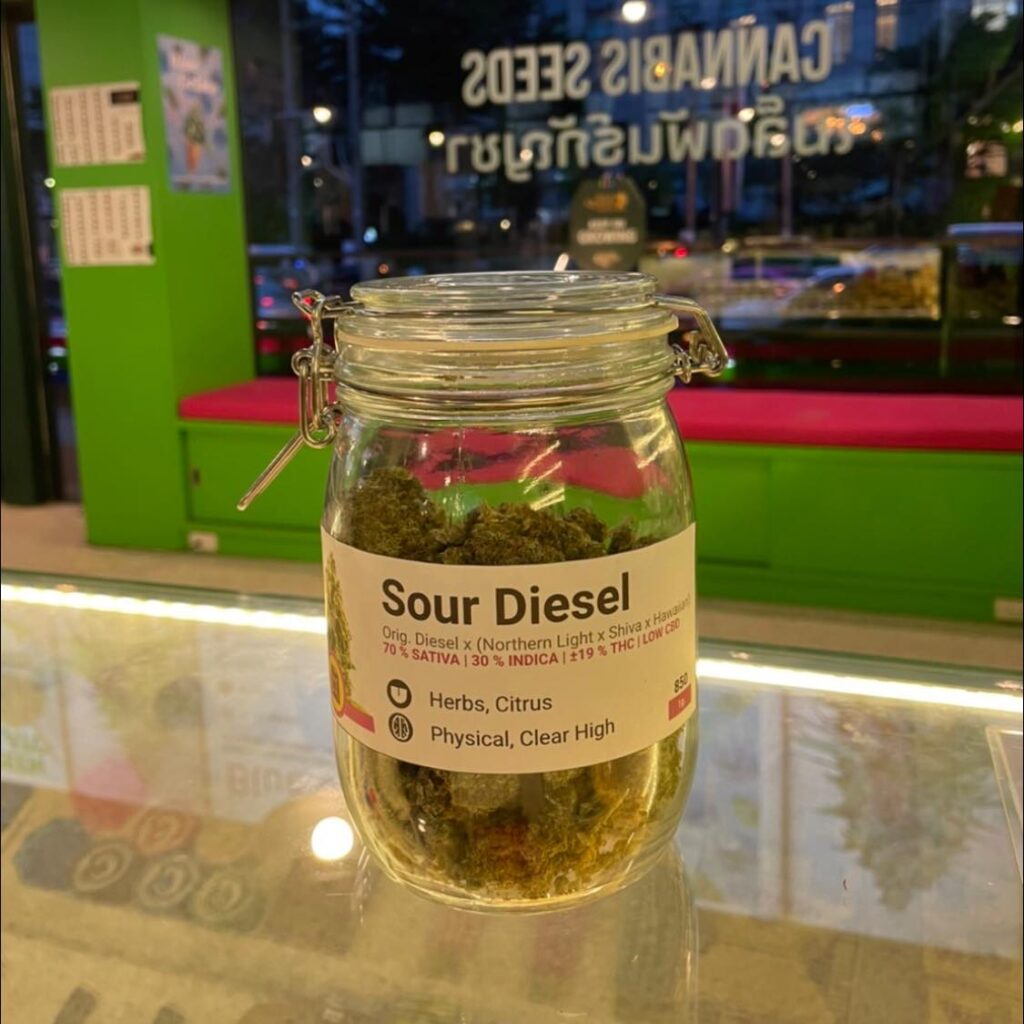 CANNABIS SEEDS
เมล็ดพันธุ์กัญชา
Sour Diesel
Orig. Diesel x (Northern Light x Shiva x Hawaiian)
70 % SATIVA | 30 % INDICA | ±19 % THC | LOW CBD
Herbs, Citrus
850
1g
Physical, Clear High